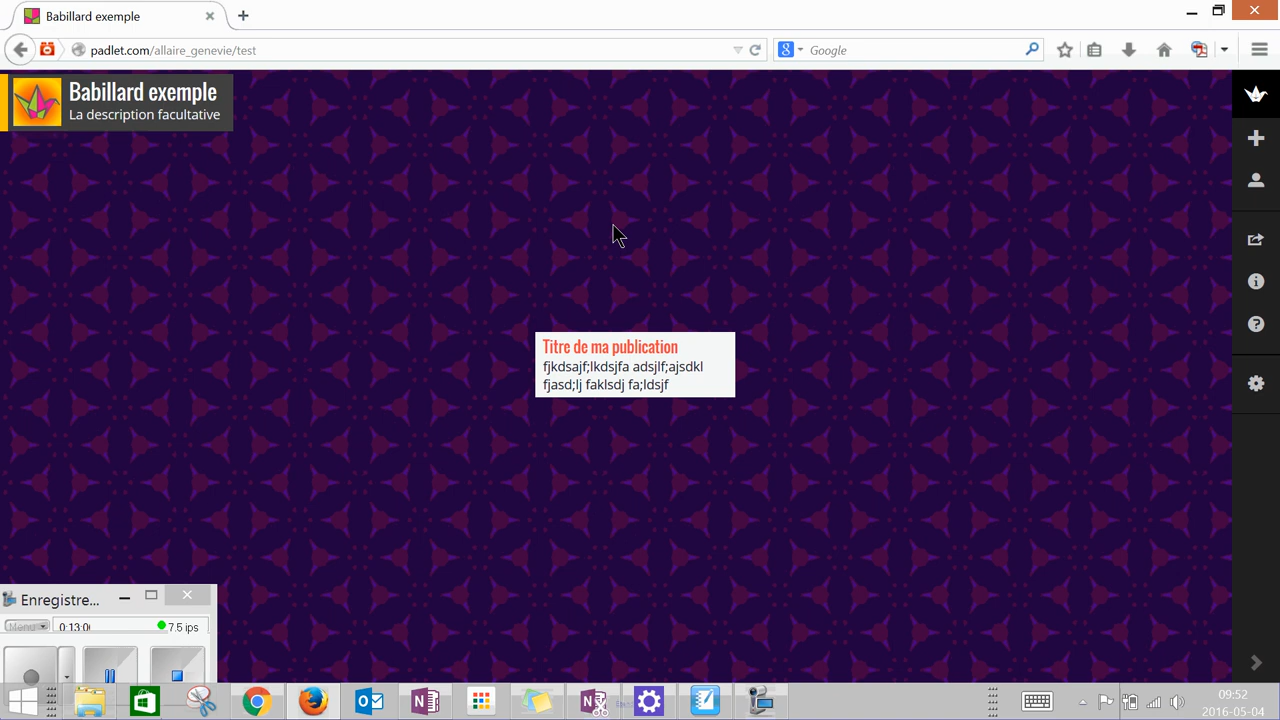 Babillard exemple
padlet.com/allaire_genevie/test
Google
Babillard exemple
La description facultative
Titre de ma publication
fjkdsajf;lkdsjfa adsjlf;ajsdkl
fjasd;lj faklsdj fa;ldsjf
Enregistre...
Menu
7.5 ips
09:52
2016-05-04